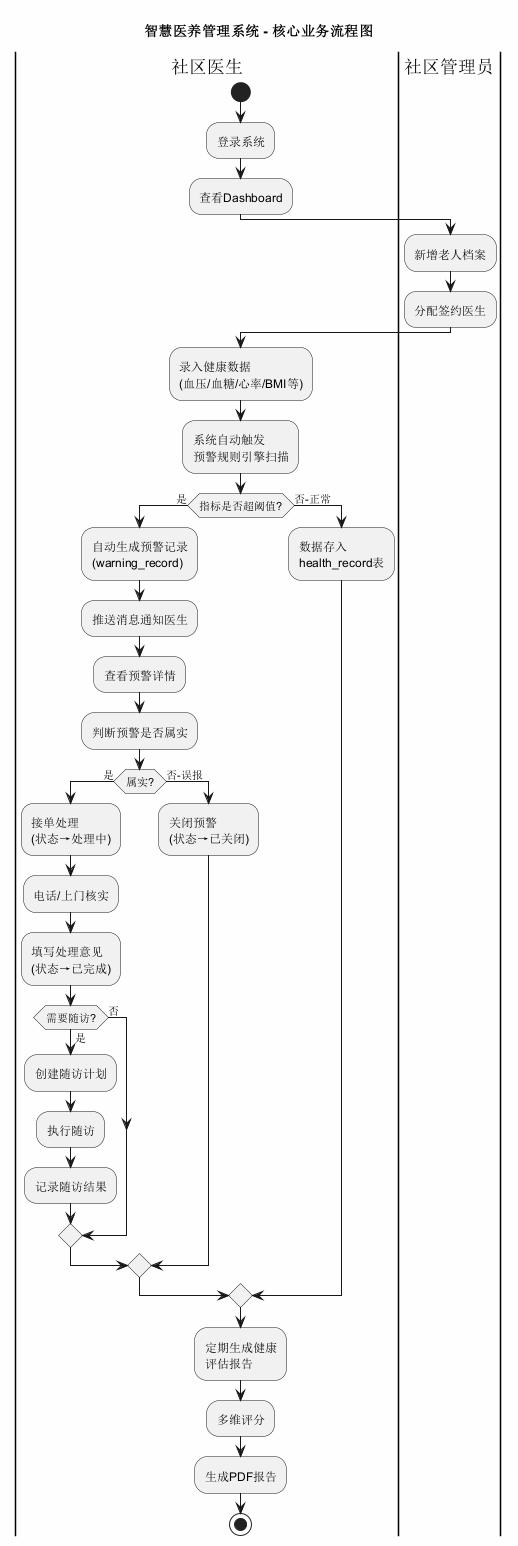 智慧医养管理系统 - 核心业务流程图
社区医生
社区管理员
登录系统
查看Dashboard
新增老人档案
分配签约医生
录入健康数据
(血压/血糖/心率/BMI等)
系统自动触发
预警规则引擎扫描
是
指标是否超阈值?
否-正常
自动生成预警记录
(warning_record)
数据存入
health_record表
推送消息通知医生
查看预警详情
判断预警是否属实
是
属实?
否-误报
接单处理
(状态→处理中)
关闭预警
(状态→已关闭)
电话/上门核实
填写处理意见
(状态→已完成)
需要随访?
否
是
创建随访计划
执行随访
记录随访结果
定期生成健康
评估报告
多维评分
生成PDF报告